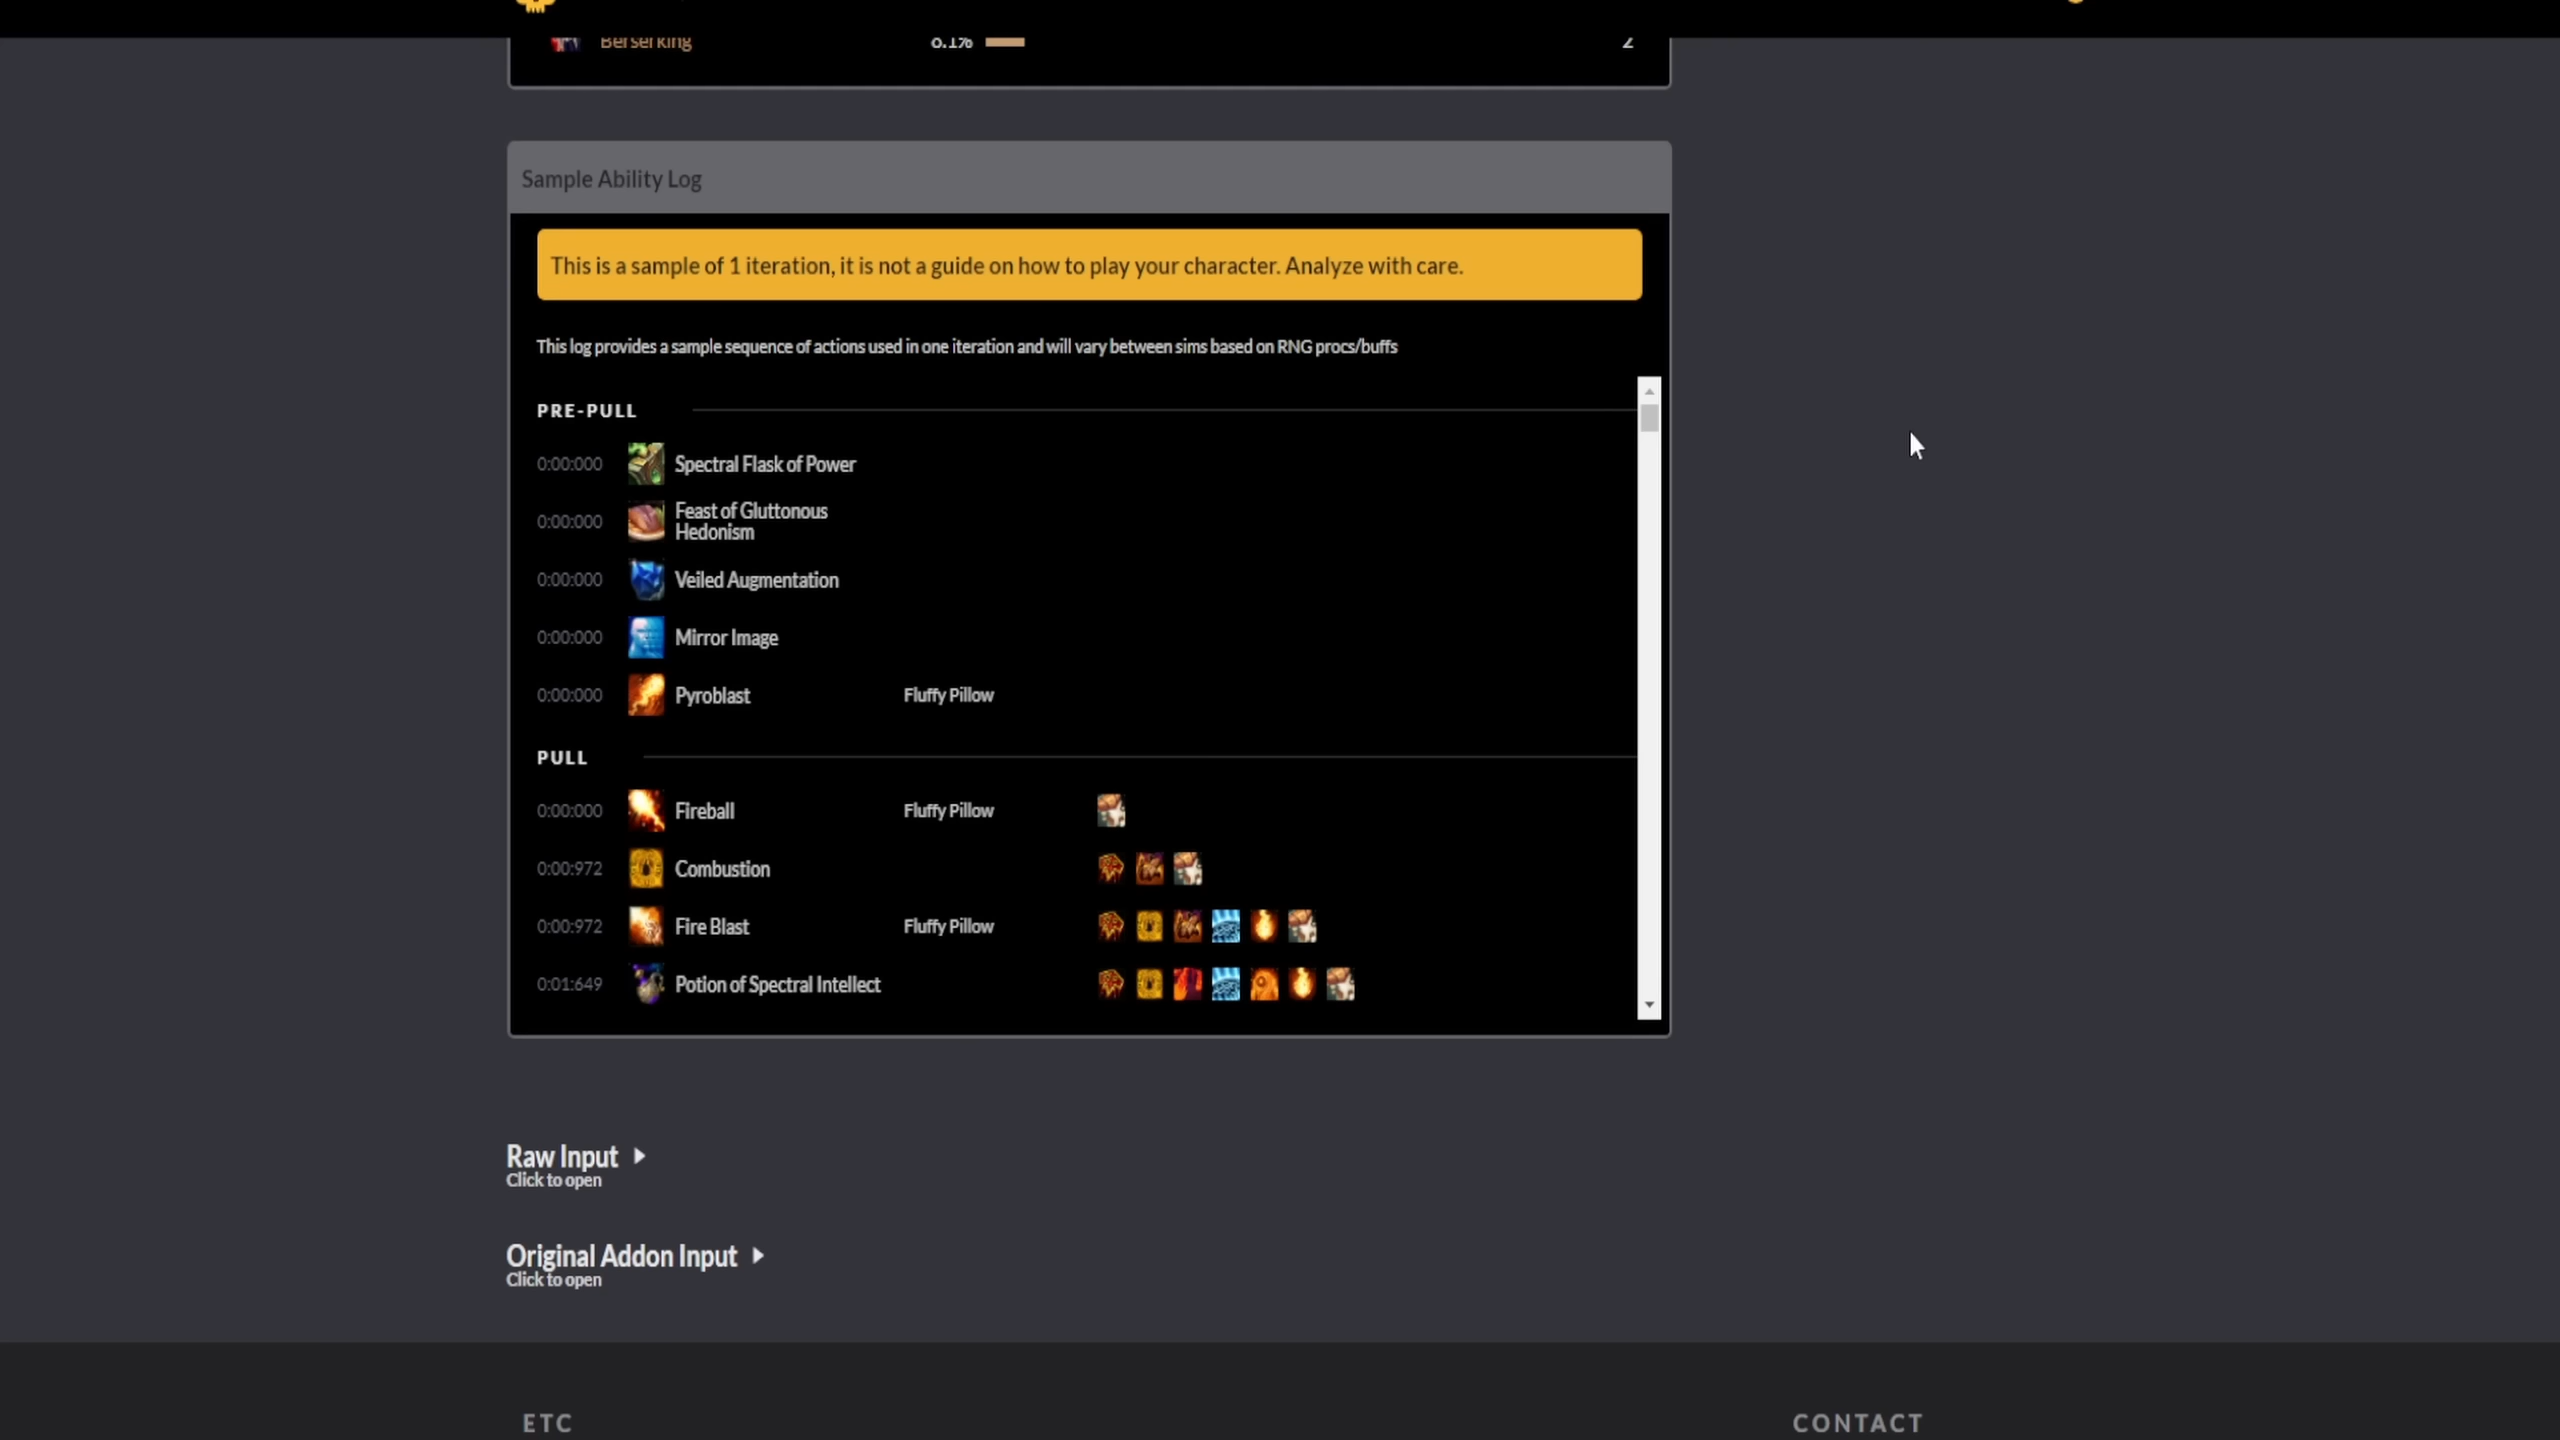 Berserking 6.1% 2
Sample Ability Log
This is a sample of 1 iteration, it is not a guide on how to play your character. Analyze with care.
This log provides a sample sequence of actions used in one iteration and will vary between sims based on RNG procs/buffs
PRE-PULL
0:00:000 Spectral Flask of Power
0:00:000 Feast of Gluttonous
Hedonism
0:00:000 Veiled Augmentation
0:00:000 Mirror Image
0:00:000 Pyroblast Fluffy Pillow
PULL
0:00:000 Fireball Fluffy Pillow
0:00:972 Combustion
0:00:972 Fire Blast Fluffy Pillow
0:01:649 Potion of Spectral Intellect
Raw Input
Click to open
Original Addon Input
Click to open
ETC CONTACT